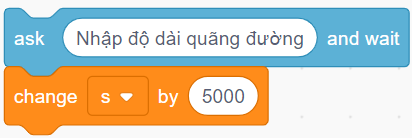 ask Nhập độ dài quãng đường and wait
change s by 5000